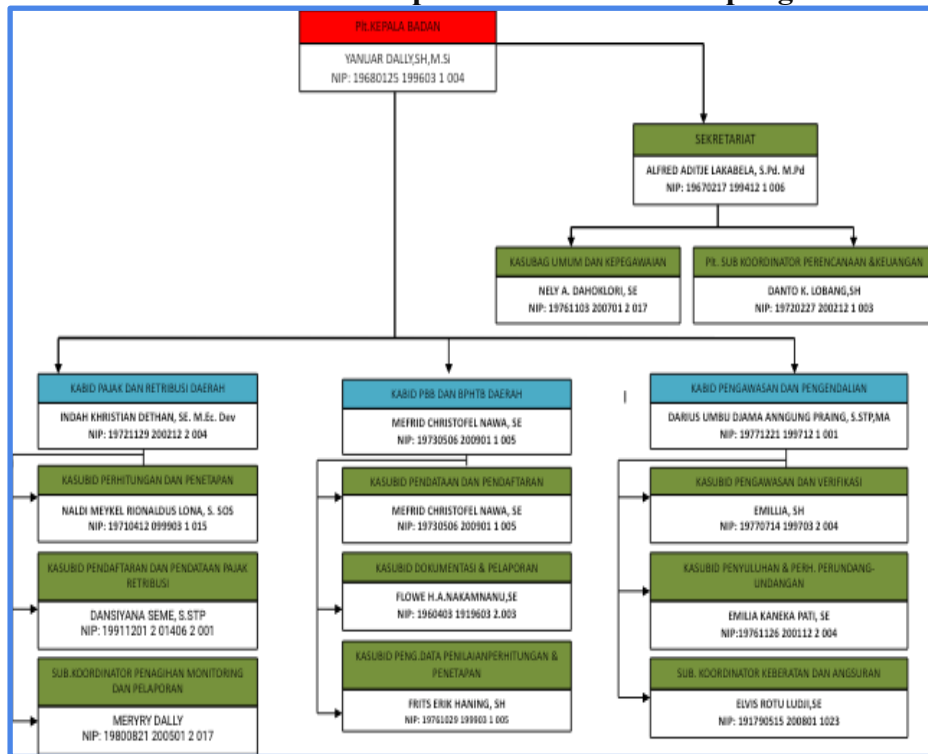 Plt.KEPALA BADAN
YANUAR DALLY,SH,M.Si
NIP: 19680125 199603 1 004
SEKRETARIAT
ALFRED ADITJE LAKABELA, S.Pd. M.Pd
NIP: 19670217 199412 1 006
KASUBAG UMUM DAN KEPEGAWAIAN
NELY A. DAHOKLORI, SE
NIP: 19761103 200701 2 017
Plt. SUB KOORDINATOR PERENCANAAN &KEUANGAN
DANTO K. LOBANG,SH
NIP: 19720227 200212 1 003
KABID PAJAK DAN RETRIBUSI DAERAH
INDAH KHRISTIAN DETHAN, SE. M.Ec. Dev
NIP: 19721129 200212 2 004
KASUBID PERHITUNGAN DAN PENETAPAN
NALDI MEYKEL RIONALDUS LONA, S. SOS
NIP: 19710412 099903 1 015
KASUBID PENDAFTARAN DAN PENDATAAN PAJAK
RETRIBUSI
DANSIYANA SEME, S.STP
NIP: 19911201 2 01406 2 001
SUB.KOORDINATOR PENAGIHAN MONITORING
DAN PELAPORAN
MERYRY DALLY
NIP: 19800821 200501 2 017
KABID PBB DAN BPHTB DAERAH
MEFRID CHRISTOFEL NAWA, SE
NIP: 19730506 200901 1 005
KASUBID PENDATAAN DAN PENDAFTARAN
MEFRID CHRISTOFEL NAWA, SE
NIP: 19730506 200901 1 005
KASUBID DOKUMENTASI & PELAPORAN
FLOWE H.A.NAKAMNANU,SE
NIP: 1960403 1919603 2.003
KASUBID PENG.DATA PENILAIANPERHITUNGAN &
PENETAPAN
FRITS ERIK HANING, SH
NIP: 19761029 199903 1 005
KABID PENGAWASAN DAN PENGENDALIAN
DARIUS UMBU DJAMA ANNGUNG PRAING, S.STP,MA
NIP: 19771221 199712 1 001
KASUBID PENGAWASAN DAN VERIFIKASI
EMILLIA, SH
NIP: 19770714 199703 2 004
KASUBID PENYULUHAN & PERH. PERUNDANG-
UNDANGAN
EMILIA KANEKA PATI, SE
NIP:19761126 200112 2 004
SUB. KOORDINATOR KEBERATAN DAN ANGSURAN
ELVIS ROTU LUDJI,SE
NIP: 191790515 200801 1023